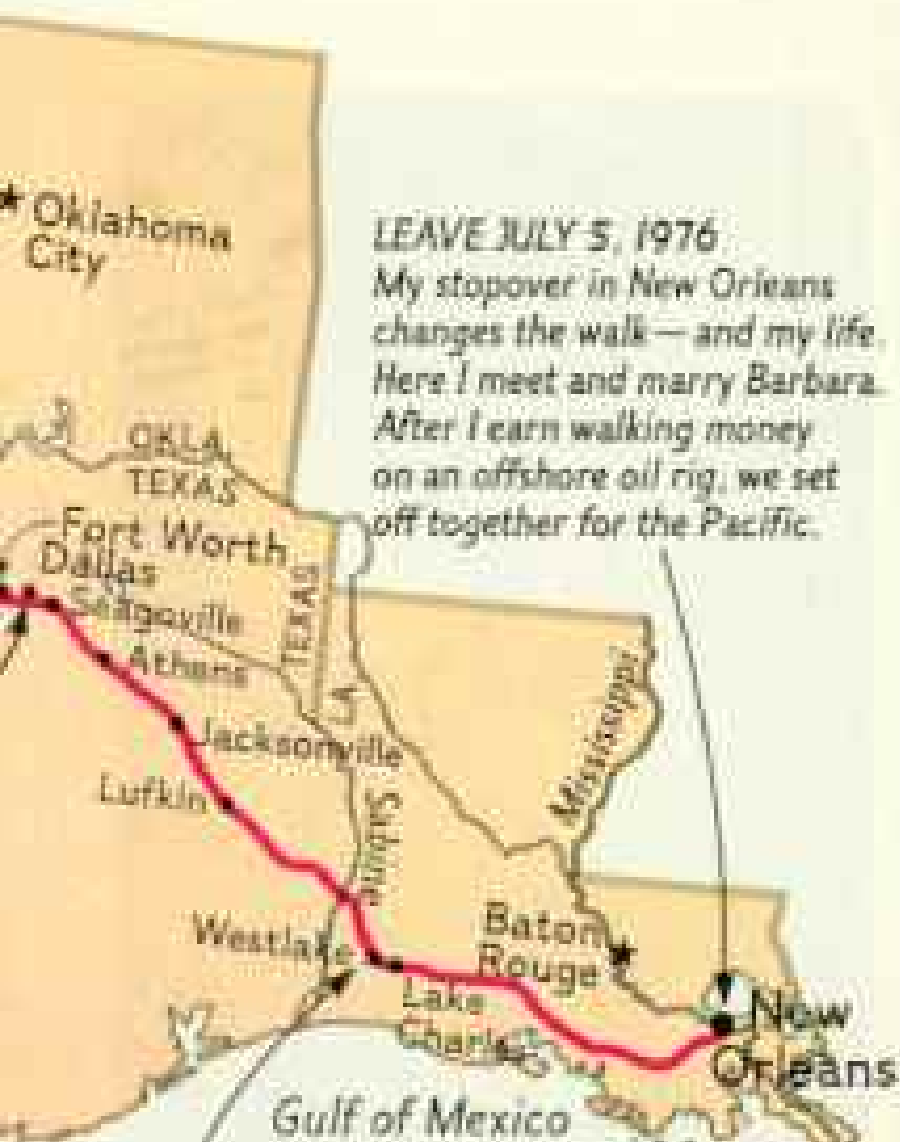 Oklahoma
City
LEAVE JULY 5, 1976
My stopover in New Orleans
changes the walk—and my life.
Here I meet and marry Barbara.
After I earn walking money
on an offshore oil rig, we set
off together for the Pacific.
OKLA.
TEXAS
Fort Worth
Dallas
Seagoville
TEXAS
Athens
LA.
Jacksonville
Mississippi
Lufkin
Sabine
Westlake
Baton
Rouge
Lake
Charles
New
Orleans
Gulf of Mexico